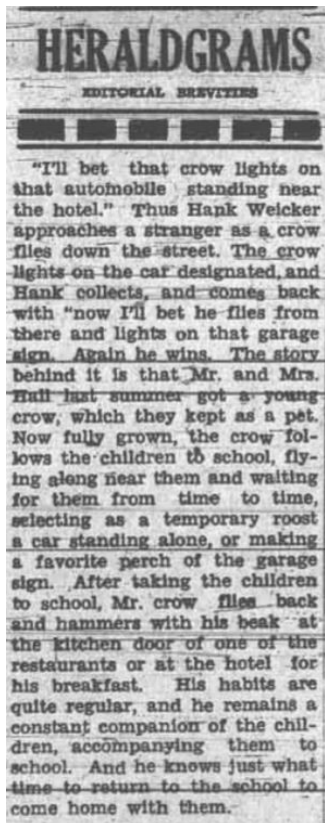 HERALDGRAMS
EDITORIAL BREVITIES
"I'll bet that crow lights on
that automobile standing near
the hotel." Thus Hank Weicker
approaches a stranger as a crow
flies down the street. The crow
lights on the car designated, and
Hank collects, and comes back
with "now I'll bet he flies from
there and lights on that garage
sign. Again he wins. The story
behind it is that Mr. and Mrs.
Hall last summer got a young
crow, which they kept as a pet.
Now fully grown, the crow fol-
lows the children to school, fly-
ing along near them and waiting
for them from time to time,
selecting as a temporary roost
a car standing alone, or making
a favorite perch of the garage
sign. After taking the children
to school, Mr. crow flies back
and hammers with his beak at
the kitchen door of one of the
restaurants or at the hotel for
his breakfast. His habits are
quite regular, and he remains a
constant companion of the chil-
dren, accompanying them to
school. And he knows just what
time to return to the school to
come home with them.